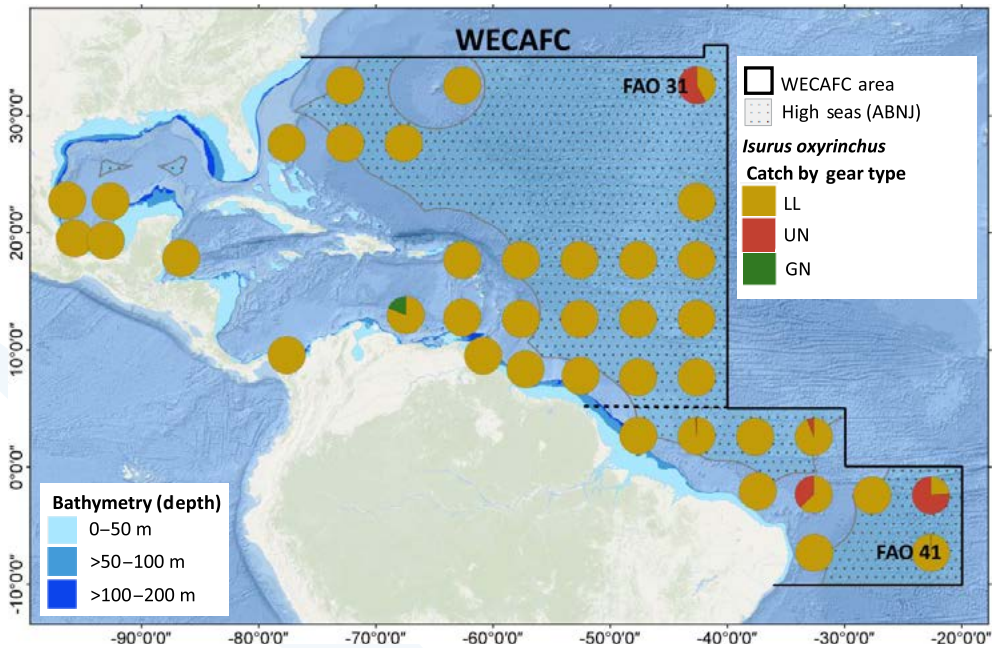 WECAFC
FAO 31
WECAFC area
High seas (ABNJ)
Isurus oxyrinchus
Catch by gear type
LL
UN
GN
30°0'0"
20°0'0"
10°0'0"
0°0'0"
-10°0'0"
Bathymetry (depth)
0–50 m
>50–100 m
>100–200 m
FAO 41
-90°0'0" -80°0'0" -70°0'0" -60°0'0" -50°0'0" -40°0'0" -30°0'0" -20°0'0"